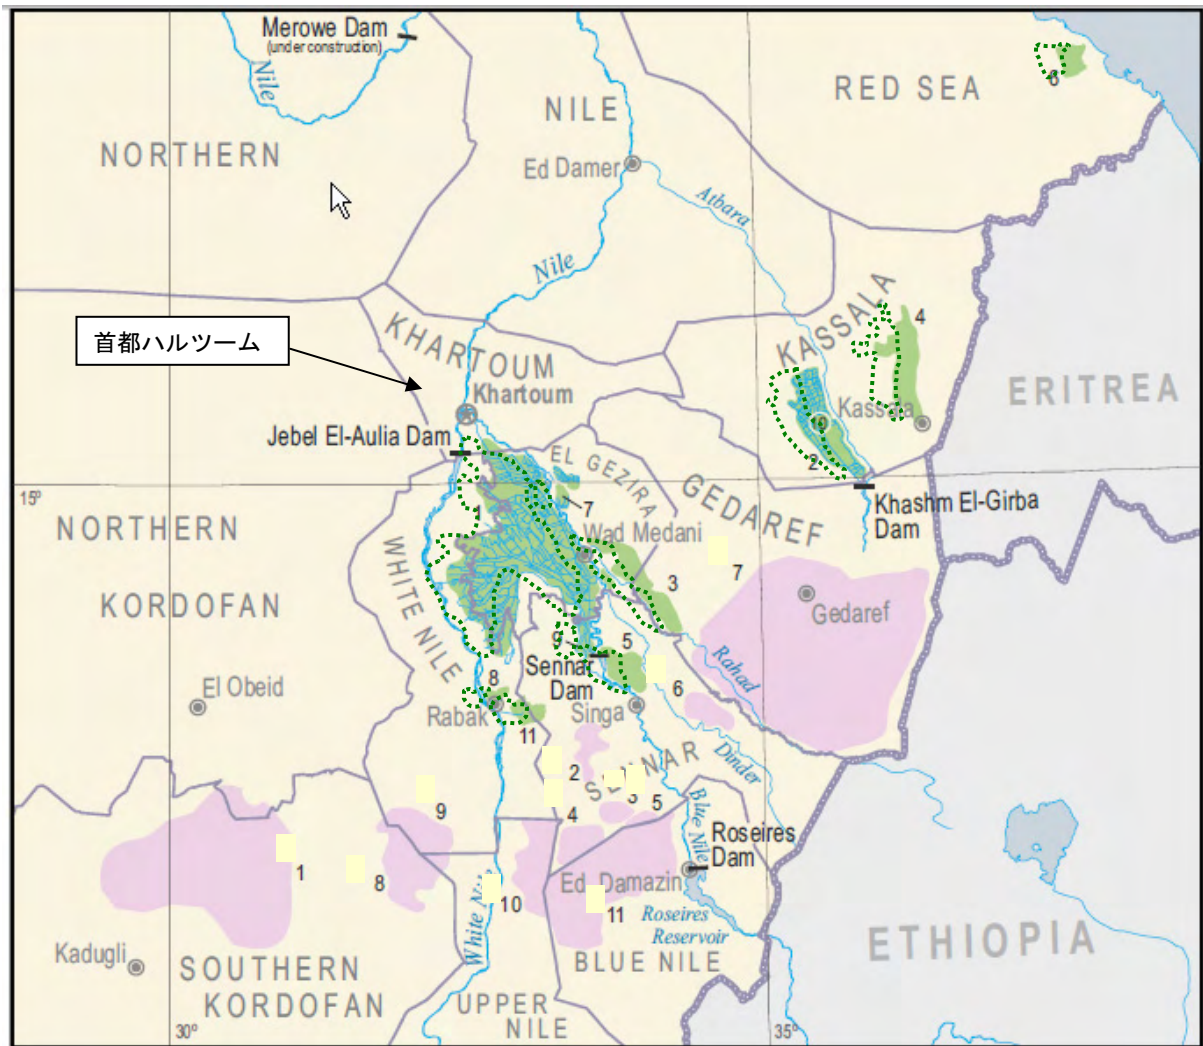 Merowe Dam
(under construction)
Nile
NILE
RED SEA
6
NORTHERN
Ed Damer
Atbara
Nile
KASSALA
4
首都ハルツーム
KHARTOUM
Khartoum
ERITREA
Kassala
10
Jebel El-Aulia Dam
EL GEZIRA
2
15°
1
7
GEDAREF
Khashm El-Girba
Dam
NORTHERN
KORDOFAN
Wad Medani
WHITE NILE
3
7
Gedaref
9
5
Sennar
Dam
Rahad
El Obeid
8
6
Rabak
Singa
11
Dinder
2
SENNAR
3
5
9
4
Blue Nile
Roseires
Dam
1
8
Ed Damazin
10
11
White Nile
Roseires
Reservoir
Kadugli
SOUTHERN
KORDOFAN
BLUE NILE
ETHIOPIA
UPPER
NILE
30°
35°